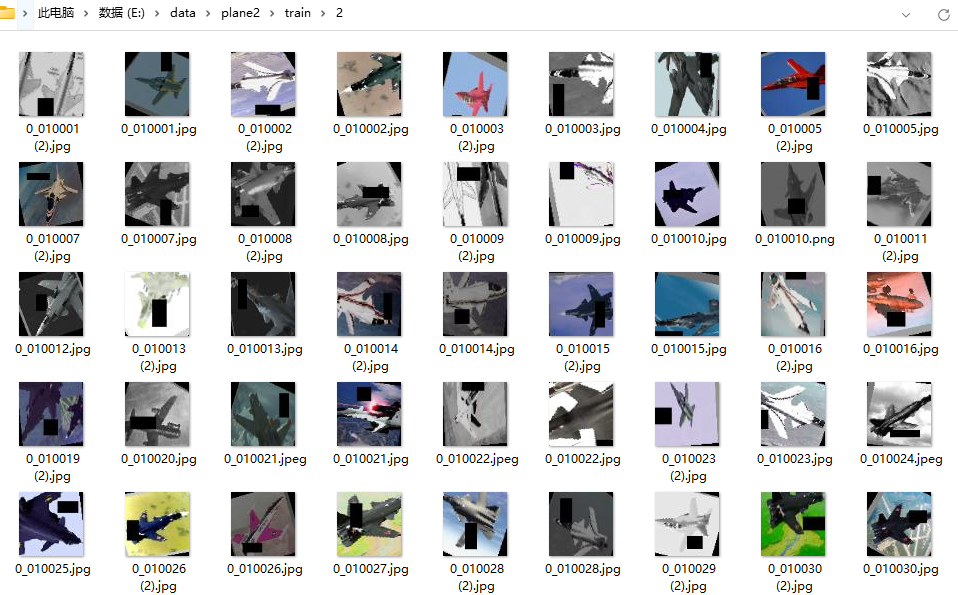 此电脑 › 数据 (E:) › data › plane2 › train › 2
0_010001 (2).jpg
0_010001.jpg
0_010002 (2).jpg
0_010002.jpg
0_010003 (2).jpg
0_010003.jpg
0_010004.jpg
0_010005 (2).jpg
0_010005.jpg
0_010007 (2).jpg
0_010007.jpg
0_010008 (2).jpg
0_010008.jpg
0_010009 (2).jpg
0_010009.jpg
0_010010.jpg
0_010010.png
0_010011 (2).jpg
0_010012.jpg
0_010013 (2).jpg
0_010013.jpg
0_010014 (2).jpg
0_010014.jpg
0_010015 (2).jpg
0_010015.jpg
0_010016 (2).jpg
0_010016.jpg
0_010019 (2).jpg
0_010020.jpg
0_010021.jpeg
0_010021.jpg
0_010022.jpeg
0_010022.jpg
0_010023 (2).jpg
0_010023.jpg
0_010024.jpeg
0_010025.jpg
0_010026 (2).jpg
0_010026.jpg
0_010027.jpg
0_010028 (2).jpg
0_010028.jpg
0_010029 (2).jpg
0_010030 (2).jpg
0_010030.jpg